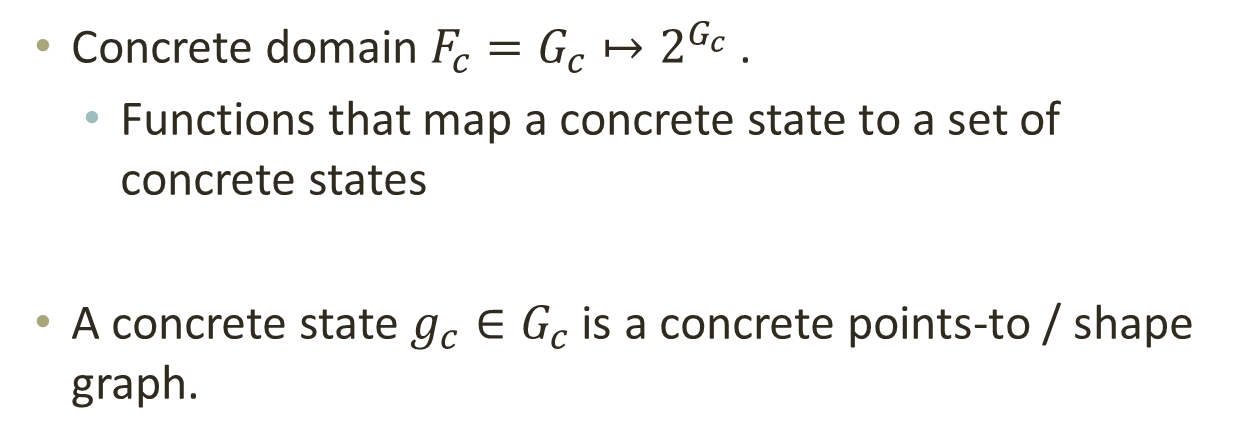 • Concrete domain F_c = G_c ↦ 2^{G_c} .
• Functions that map a concrete state to a set of
concrete states
• A concrete state g_c ∈ G_c is a concrete points-to / shape
graph.